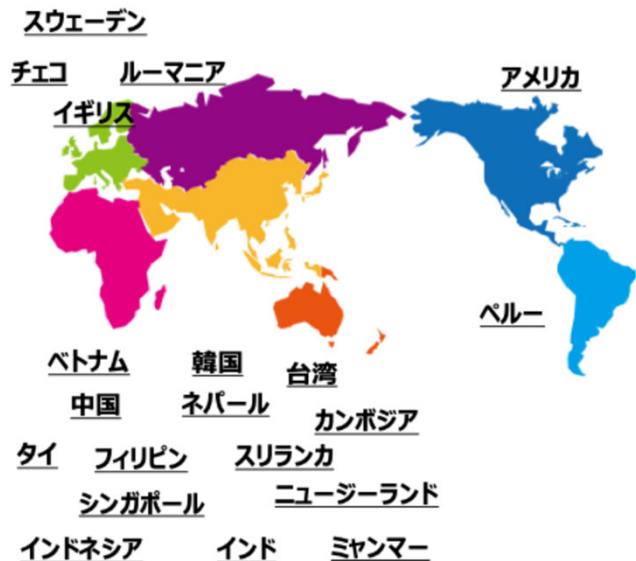 スウェーデン
チェコ ルーマニア アメリカ
イギリス
ペルー
ベトナム 韓国 台湾
中国 ネパール カンボジア
タイ フィリピン スリランカ
シンガポール ニュージーランド
インドネシア インド ミャンマー